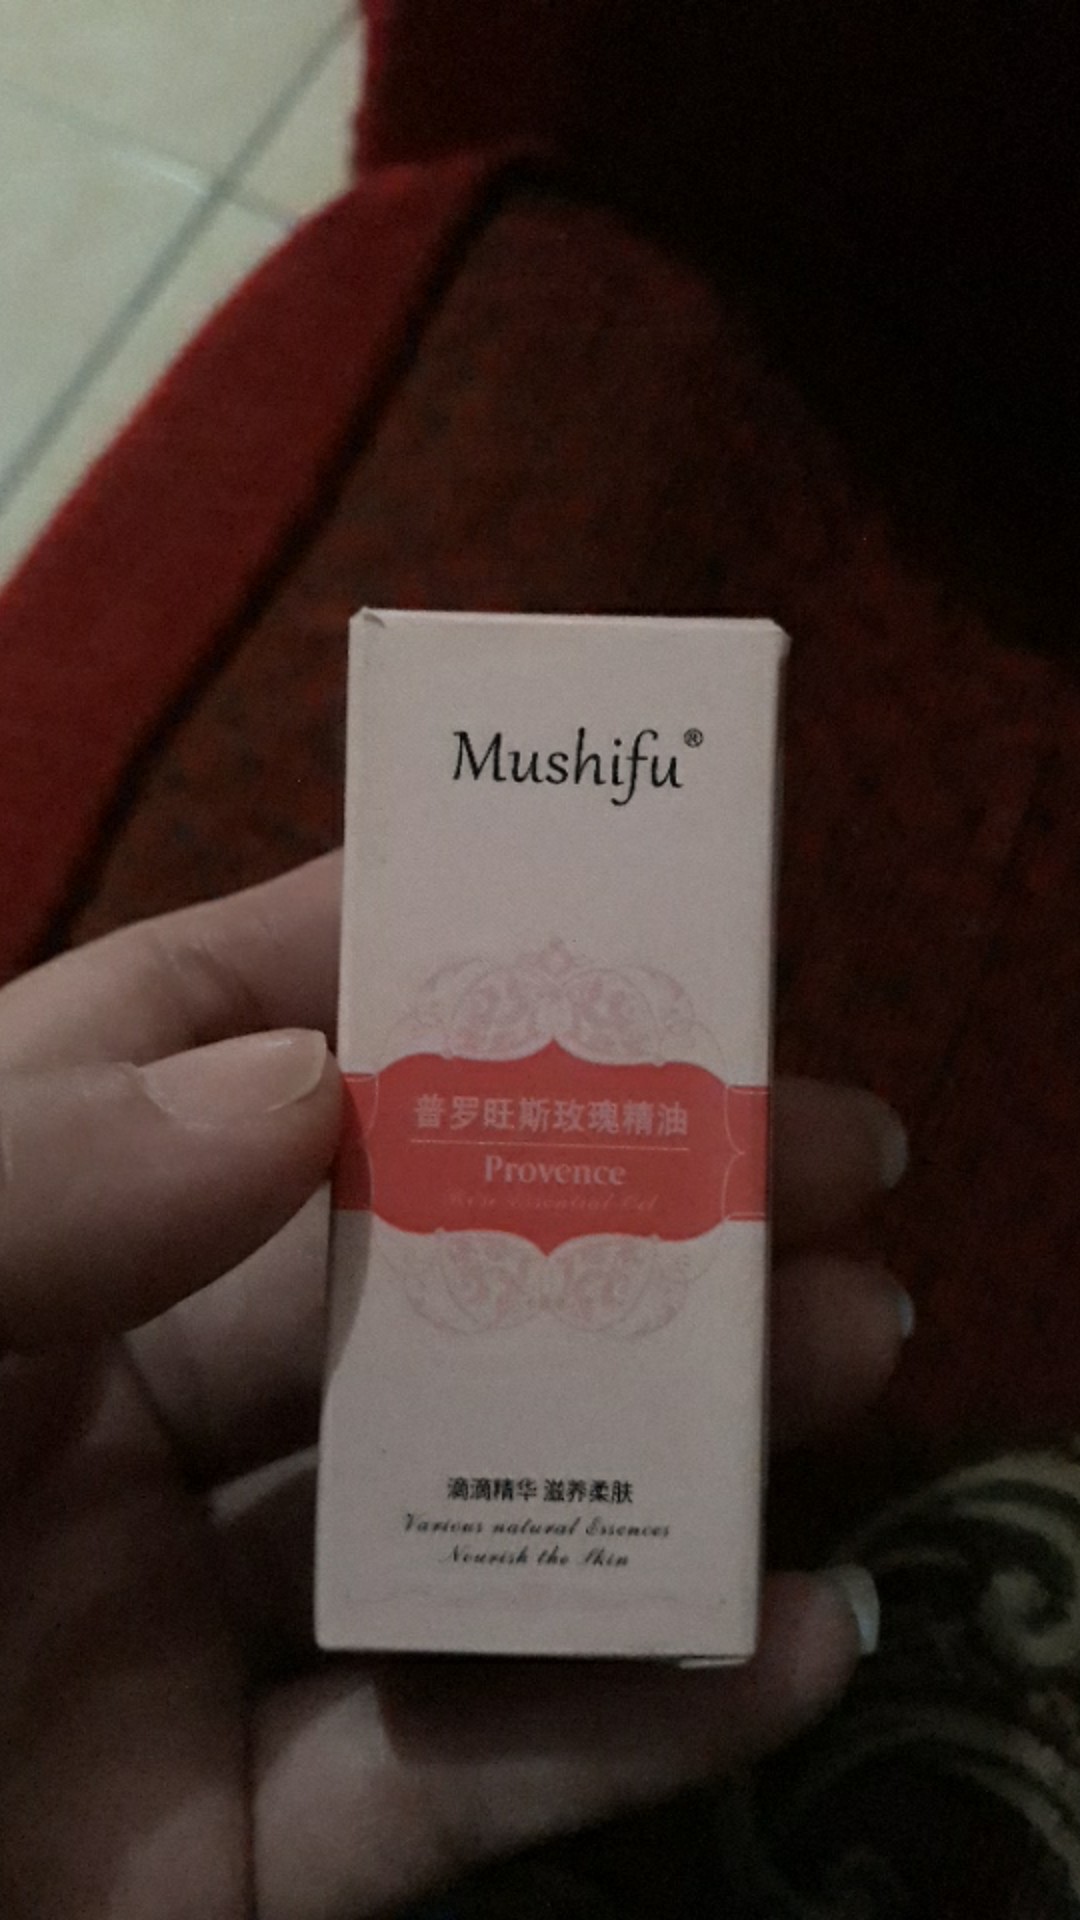 Mushifu®
普罗旺斯玫瑰精油
Provence
Essential
滴滴精华 滋养柔肤
Various natural Essences
Nourish the Skin